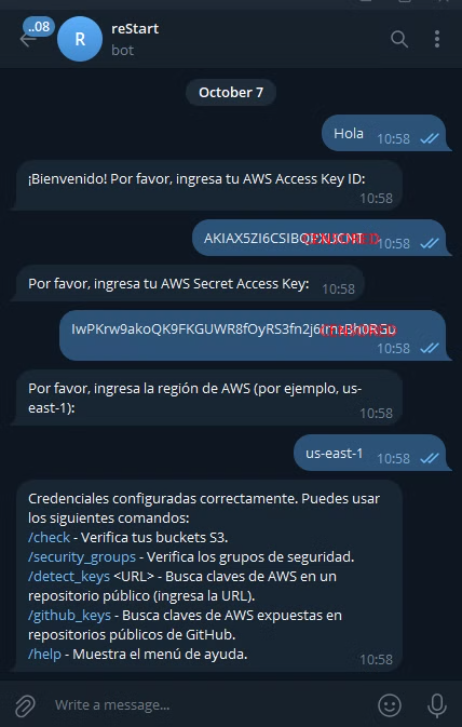 ..08
R
reStart
bot
October 7
Hola 10:58
¡Bienvenido! Por favor, ingresa tu AWS Access Key ID:
10:58
10:58
Por favor, ingresa tu AWS Secret Access Key: 10:58
10:58
Por favor, ingresa la región de AWS (por ejemplo, us-
east-1):
10:58
us-east-1 10:58
Credenciales configuradas correctamente. Puedes usar
los siguientes comandos:
/check - Verifica tus buckets S3.
/security_groups - Verifica los grupos de seguridad.
/detect_keys <URL> - Busca claves de AWS en un
repositorio público (ingresa la URL).
/github_keys - Busca claves de AWS expuestas en
repositorios públicos de GitHub.
/help - Muestra el menú de ayuda.
10:58
Write a message...